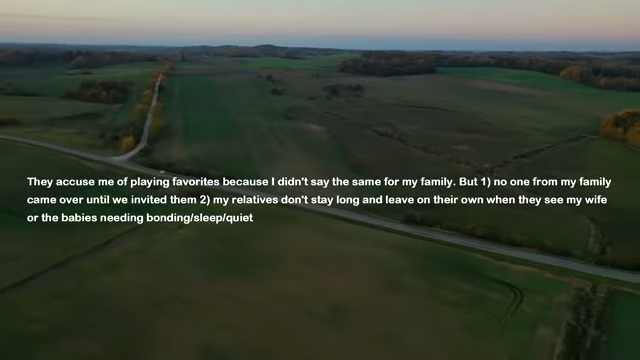 They accuse me of playing favorites because I didn't say the same for my family. But 1) no one from my family
came over until we invited them 2) my relatives don't stay long and leave on their own when they see my wife
or the babies needing bonding/sleep/quiet